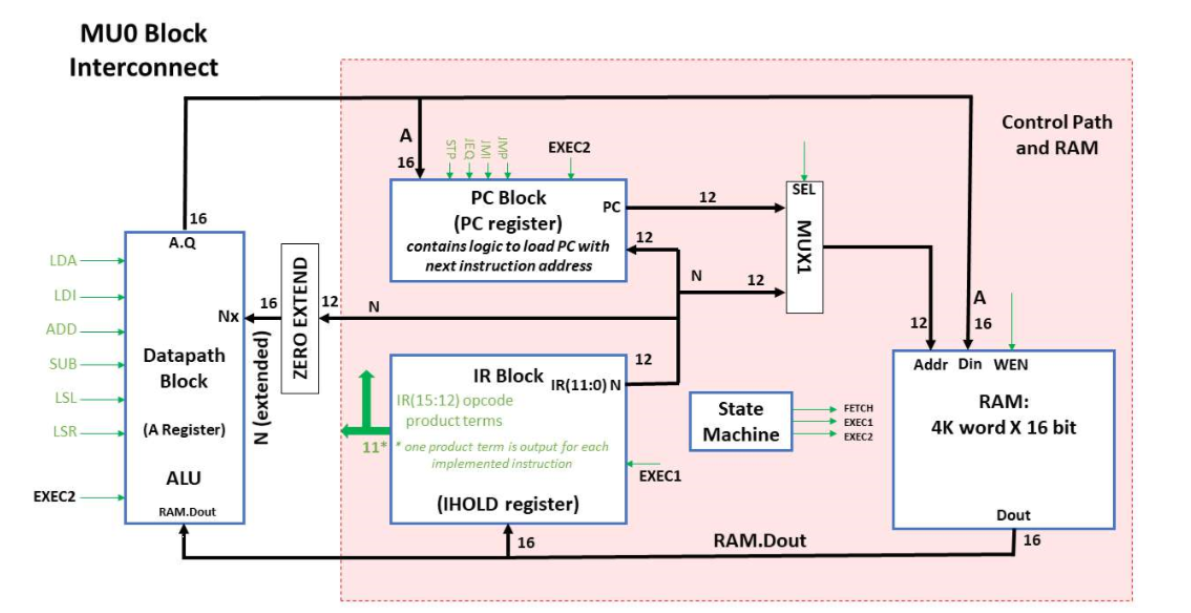 MU0 Block
Interconnect
Control Path
and RAM
A
16
STP
JEQ
JMI
JMP
EXEC2
PC Block
(PC register)
contains logic to load PC with
next instruction address
PC
12
12
SEL
MUX1
N
12
16
A.Q
LDA
LDI
ADD
SUB
LSL
LSR
EXEC2
Nx
Datapath
Block
(A Register)
ALU
RAM.Dout
16
N (extended)
ZERO EXTEND
12
N
12
IR Block
IR(11:0) N
IR(15:12) opcode
product terms
11*
* one product term is output for each
implemented instruction
(IHOLD register)
EXEC1
16
State
Machine
FETCH
EXEC1
EXEC2
A
12
16
Addr
Din
WEN
RAM:
4K word X 16 bit
Dout
16
RAM.Dout